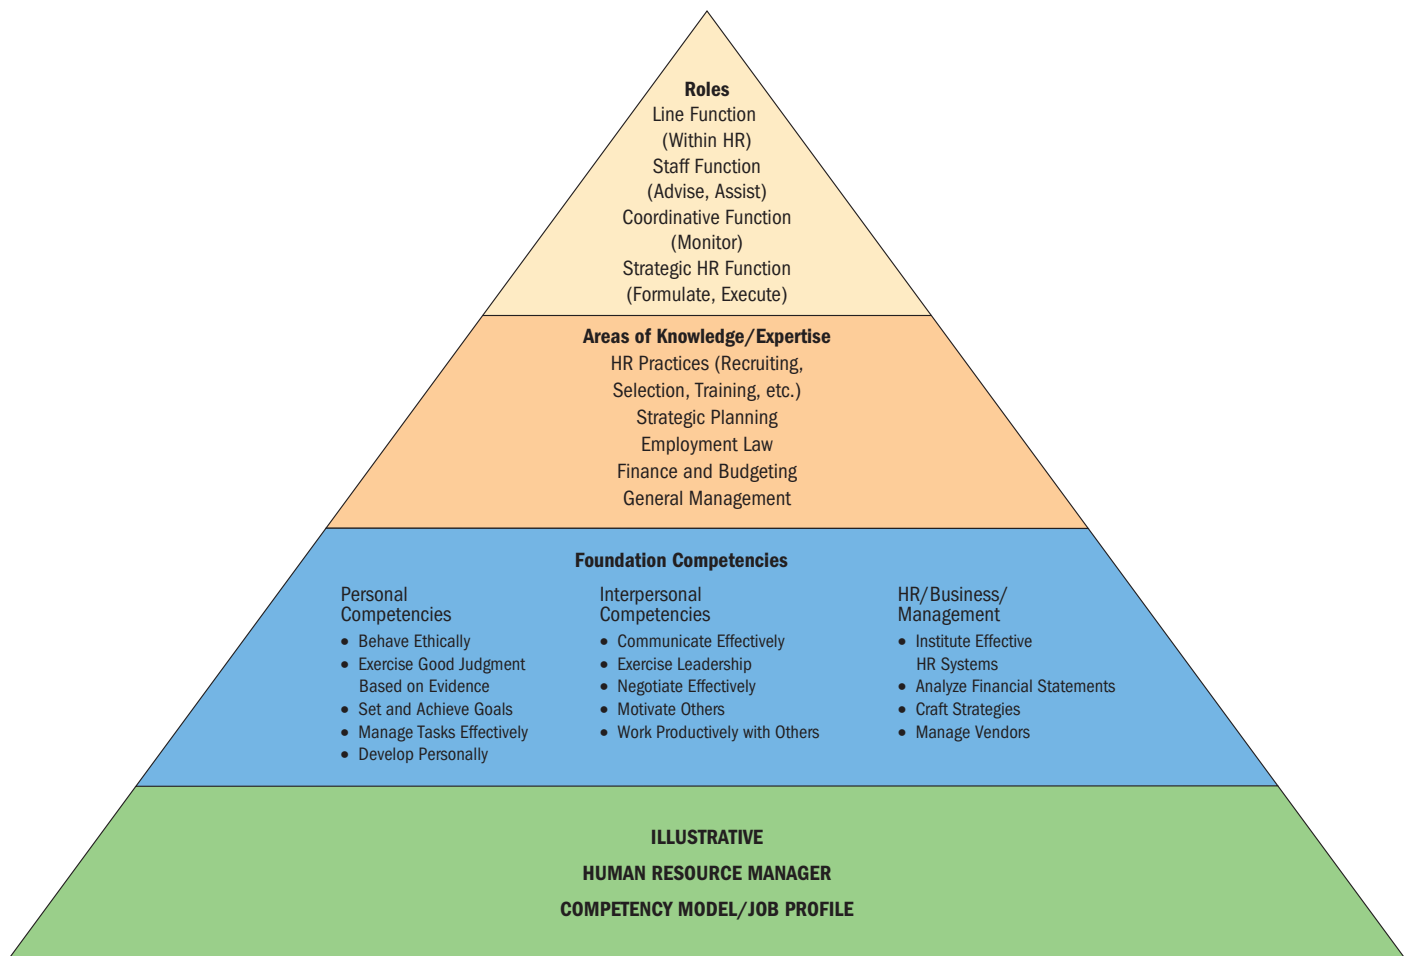 Roles
Line Function
(Within HR)
Staff Function
(Advise, Assist)
Coordinative Function
(Monitor)
Strategic HR Function
(Formulate, Execute)
Areas of Knowledge/Expertise
HR Practices (Recruiting,
Selection, Training, etc.)
Strategic Planning
Employment Law
Finance and Budgeting
General Management
Foundation Competencies
Personal
Competencies
• Behave Ethically
• Exercise Good Judgment
Based on Evidence
• Set and Achieve Goals
• Manage Tasks Effectively
• Develop Personally
Interpersonal
Competencies
• Communicate Effectively
• Exercise Leadership
• Negotiate Effectively
• Motivate Others
• Work Productively with Others
HR/Business/
Management
• Institute Effective
HR Systems
• Analyze Financial Statements
• Craft Strategies
• Manage Vendors
ILLUSTRATIVE
HUMAN RESOURCE MANAGER
COMPETENCY MODEL/JOB PROFILE